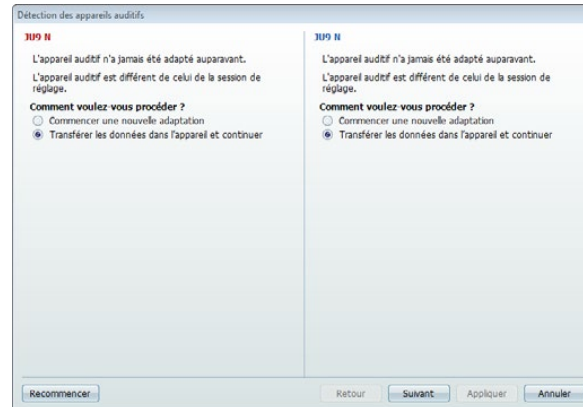 Détection des appareils auditifs
JU9 N
L'appareil auditif n'a jamais été adapté auparavant.
L'appareil auditif est différent de celui de la session de
réglage.
Comment voulez-vous procéder ?
Commencer une nouvelle adaptation
Transférer les données dans l'appareil et continuer
JU9 N
L'appareil auditif n'a jamais été adapté auparavant.
L'appareil auditif est différent de celui de la session de
réglage.
Comment voulez-vous procéder ?
Commencer une nouvelle adaptation
Transférer les données dans l'appareil et continuer
Recommencer
Retour
Suivant
Appliquer
Annuler